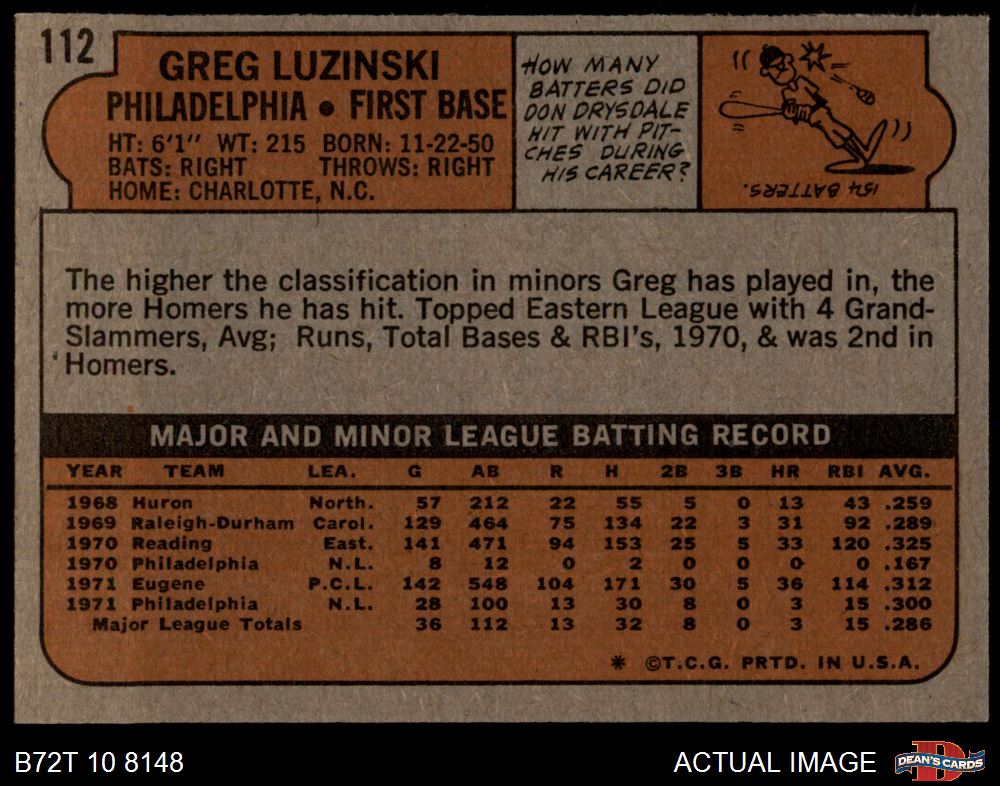 112
GREG LUZINSKI
PHILADELPHIA • FIRST BASE
HT: 6'1" WT: 215 BORN: 11-22-50
BATS: RIGHT THROWS: RIGHT
HOME: CHARLOTTE, N.C.
HOW MANY
BATTERS DID
DON DRYSDALE
HIT WITH PIT-
CHES DURING
HIS CAREER?
154 BATTERS.
The higher the classification in minors Greg has played in, the
more Homers he has hit. Topped Eastern League with 4 Grand-
Slammers, Avg; Runs, Total Bases & RBI's, 1970, & was 2nd in
Homers.
MAJOR AND MINOR LEAGUE BATTING RECORD
YEAR TEAM LEA. G AB R H 2B 3B HR RBI AVG.
1968 Huron North. 57 212 22 55 5 0 13 43 .259
1969 Raleigh-Durham Carol. 129 464 75 134 22 3 31 92 .289
1970 Reading East. 141 471 94 153 25 5 33 120 .325
1970 Philadelphia N.L. 8 12 0 2 0 0 0 0 .167
1971 Eugene P.C.L. 142 548 104 171 30 5 36 114 .312
1971 Philadelphia N.L. 28 100 13 30 8 0 3 15 .300
Major League Totals 36 112 13 32 8 0 3 15 .286
* ©T.C.G. PRTD. IN U.S.A.
B72T 10 8148
ACTUAL IMAGE
DEAN'S CARDS